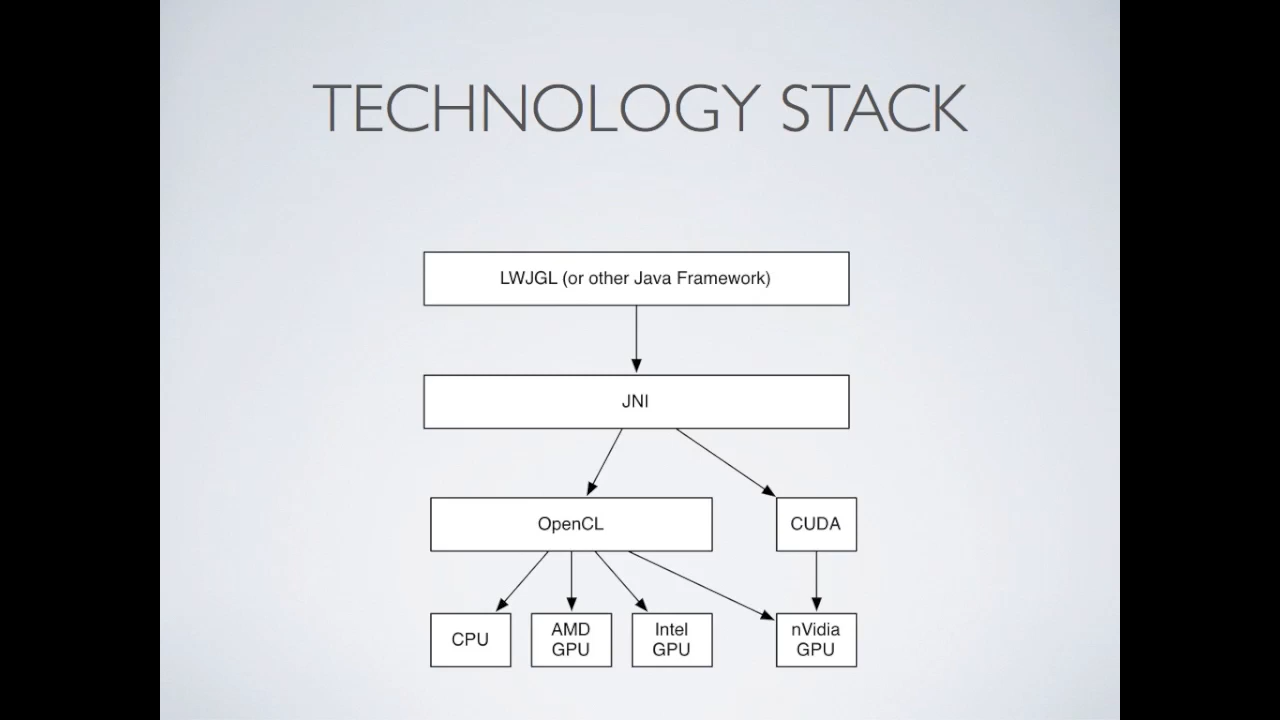 TECHNOLOGY STACK
LWJGL (or other Java Framework)
JNI
OpenCL
CUDA
CPU
AMD
GPU
Intel
GPU
nVidia
GPU